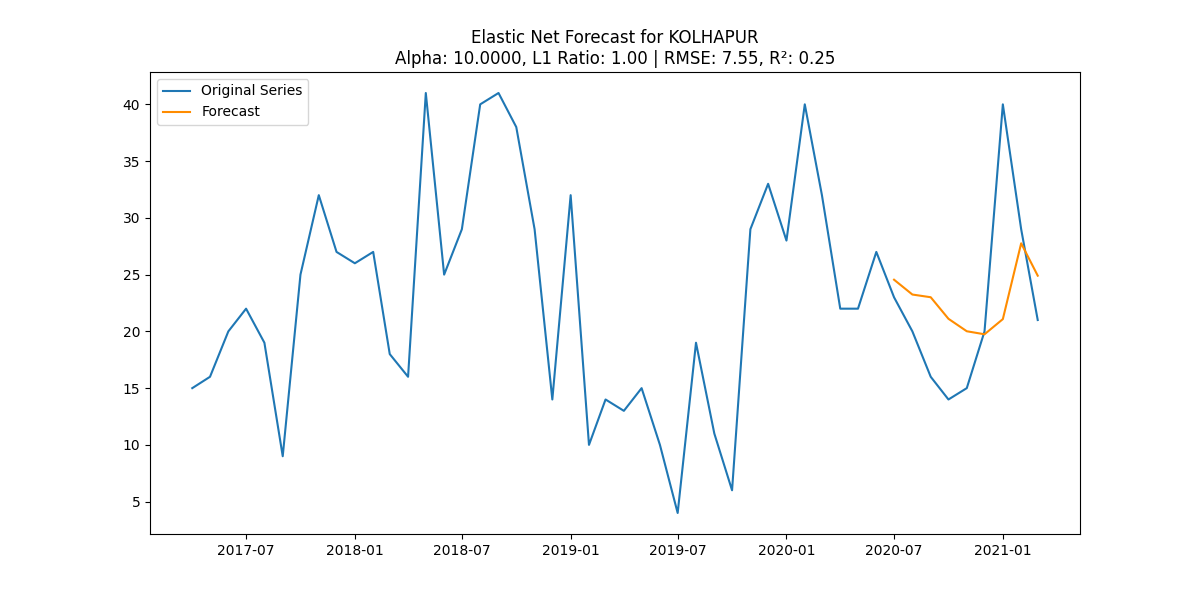 Elastic Net Forecast for KOLHAPUR
Alpha: 10.0000, L1 Ratio: 1.00 | RMSE: 7.55, R²: 0.25
Original Series
Forecast
40
35
30
25
20
15
10
5
2017-07 2018-01 2018-07 2019-01 2019-07 2020-01 2020-07 2021-01